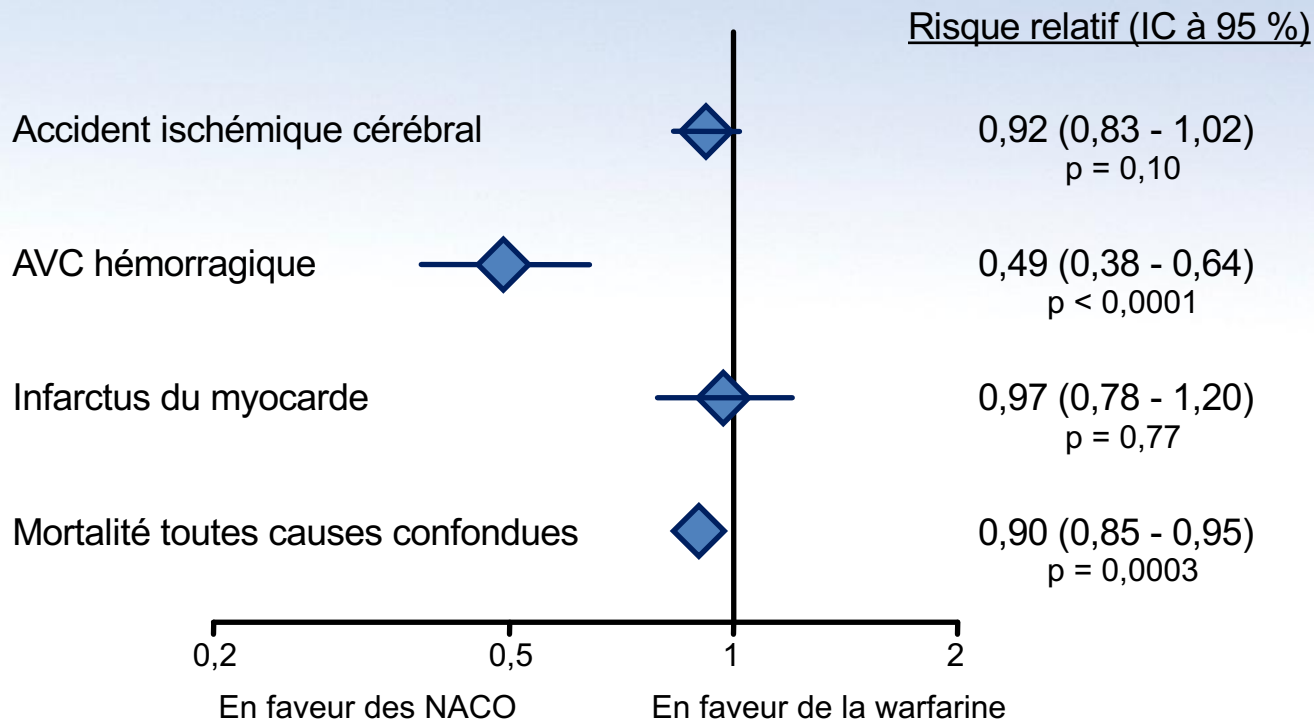 Risque relatif (IC à 95 %)
Accident ischémique cérébral
0,92 (0,83 - 1,02)
p = 0,10
AVC hémorragique
0,49 (0,38 - 0,64)
p < 0,0001
Infarctus du myocarde
0,97 (0,78 - 1,20)
p = 0,77
Mortalité toutes causes confondues
0,90 (0,85 - 0,95)
p = 0,0003
0,2 0,5 1 2
En faveur des NACO En faveur de la warfarine